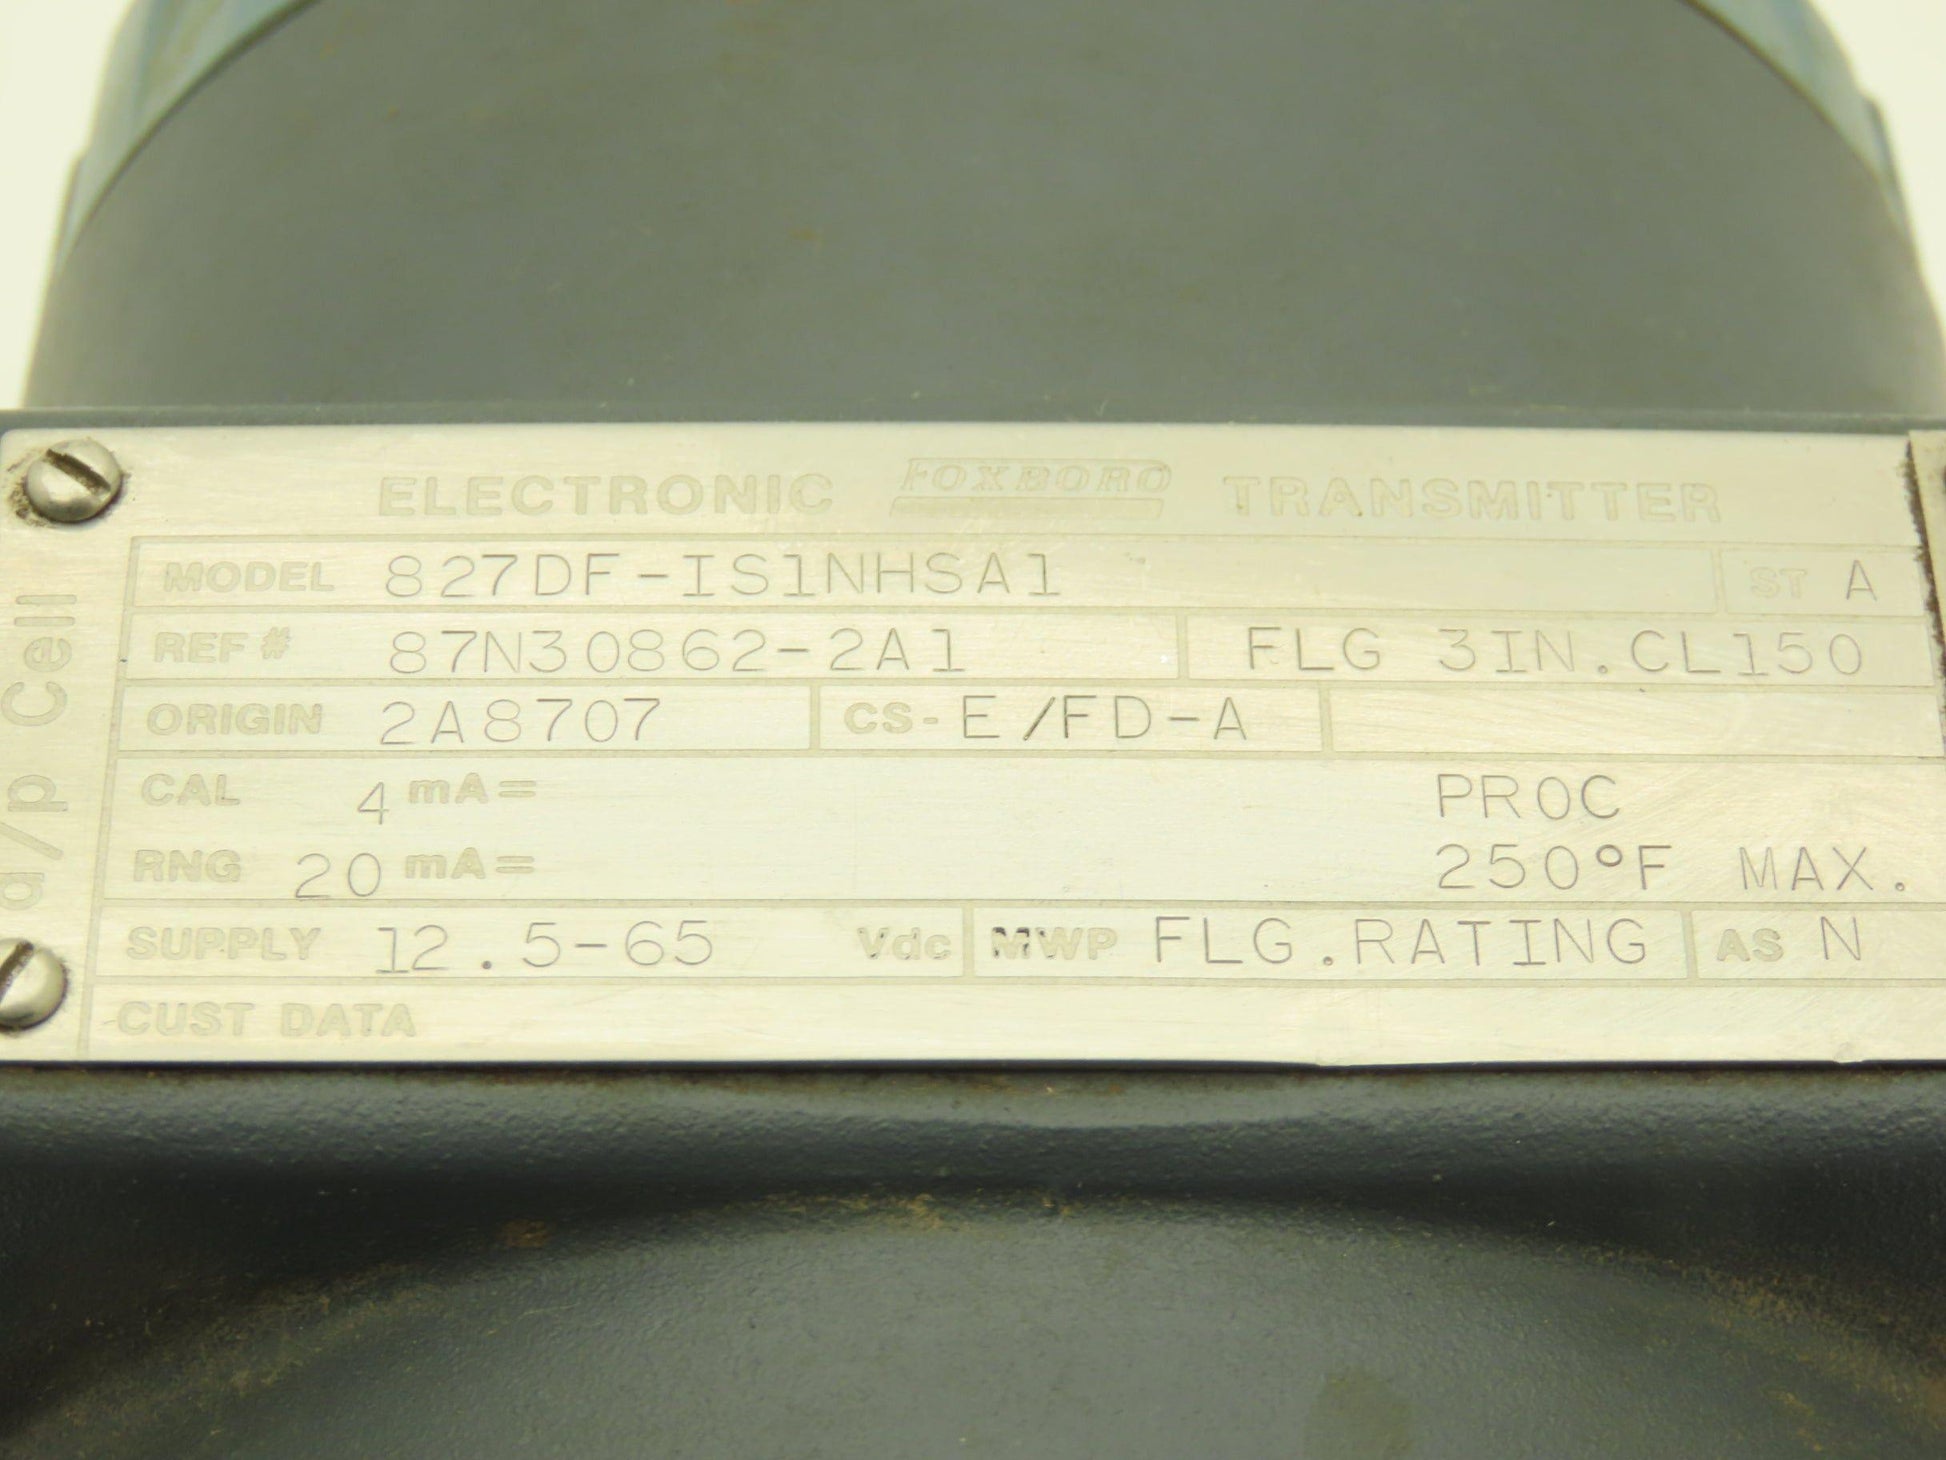 ELECTRONIC FOXBORO TRANSMITTER
MODEL 827DF-IS1NHSA1 ST A
REF # 87N30862-2A1 FLG 3IN.CL150
ORIGIN 2A8707 CS- E/FD-A
CAL 4 mA= PROC
RNG 20 mA= 250°F MAX.
SUPPLY 12.5-65 Vdc MWP FLG.RATING AS N
CUST DATA
d/p Cell